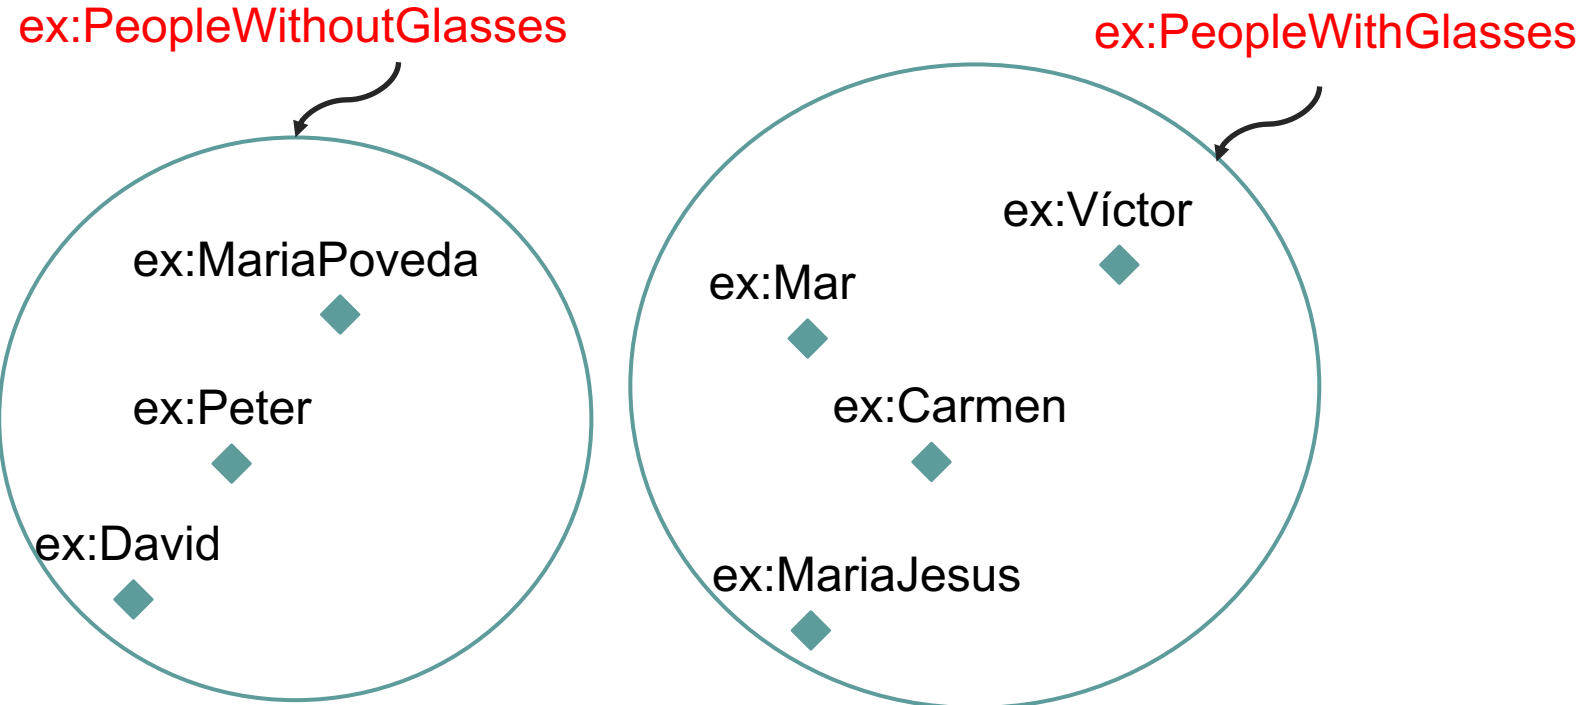 ex:PeopleWithoutGlasses
ex:MariaPoveda
ex:Peter
ex:David
ex:PeopleWithGlasses
ex:Víctor
ex:Mar
ex:Carmen
ex:MariaJesus